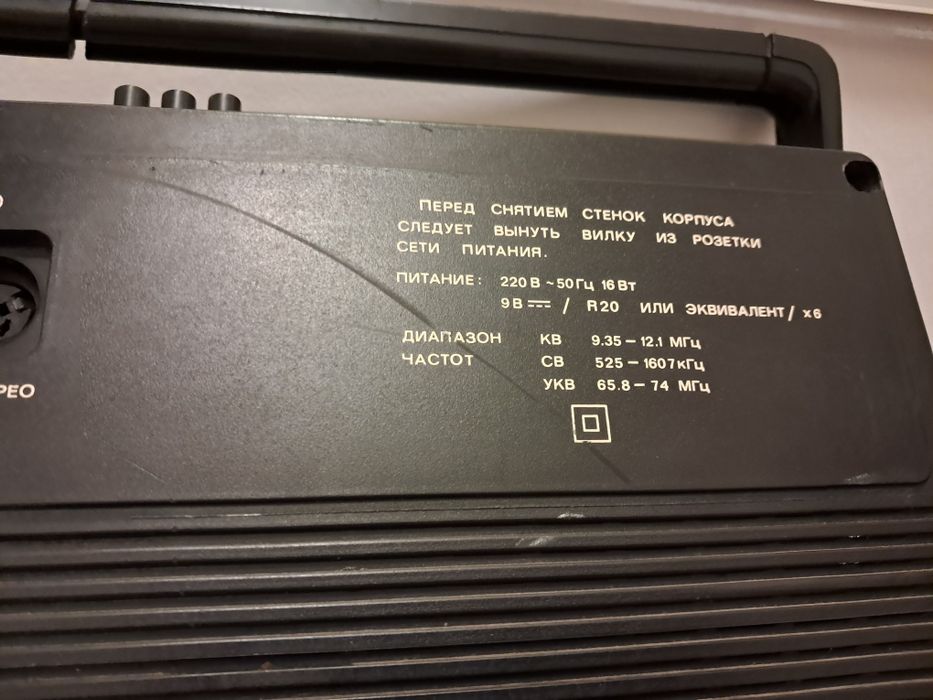 ПЕРЕД СНЯТИЕМ СТЕНОК КОРПУСА
СЛЕДУЕТ ВЫНУТЬ ВИЛКУ ИЗ РОЗЕТКИ
СЕТИ ПИТАНИЯ.
ПИТАНИЕ: 220 В ~ 50 Гц 16 Вт
9 В ⎓ / R20 ИЛИ ЭКВИВАЛЕНТ / x6
ДИАПАЗОН КВ 9.35 – 12.1 МГц
ЧАСТОТ СВ 525 – 1607 кГц
УКВ 65.8 – 74 МГц
РЕО